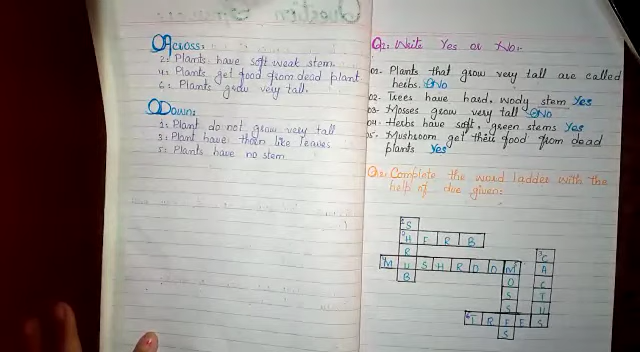 Across:
2: Plants have soft weak stem.
4: Plants get food from dead plant
6: Plants grow very tall.
Down:
1: Plant do not grow very tall
3: Plant have thorn like leaves
5: Plants have no stem
Q2: Write Yes or No:-
01- Plants that grow very tall are called
herbs. No
02- Trees have hard, wody stem Yes
03- Mosses grow very tall No
04- Herbs have soft, green stems Yes
05- Mushroom get their food from dead
plants Yes
Q3: Complete the word ladder with the
help of clue given:
S
H E R B
R
M U S H R O O M
B
C
A
C
T
U
S
O
S
S
T R E E S